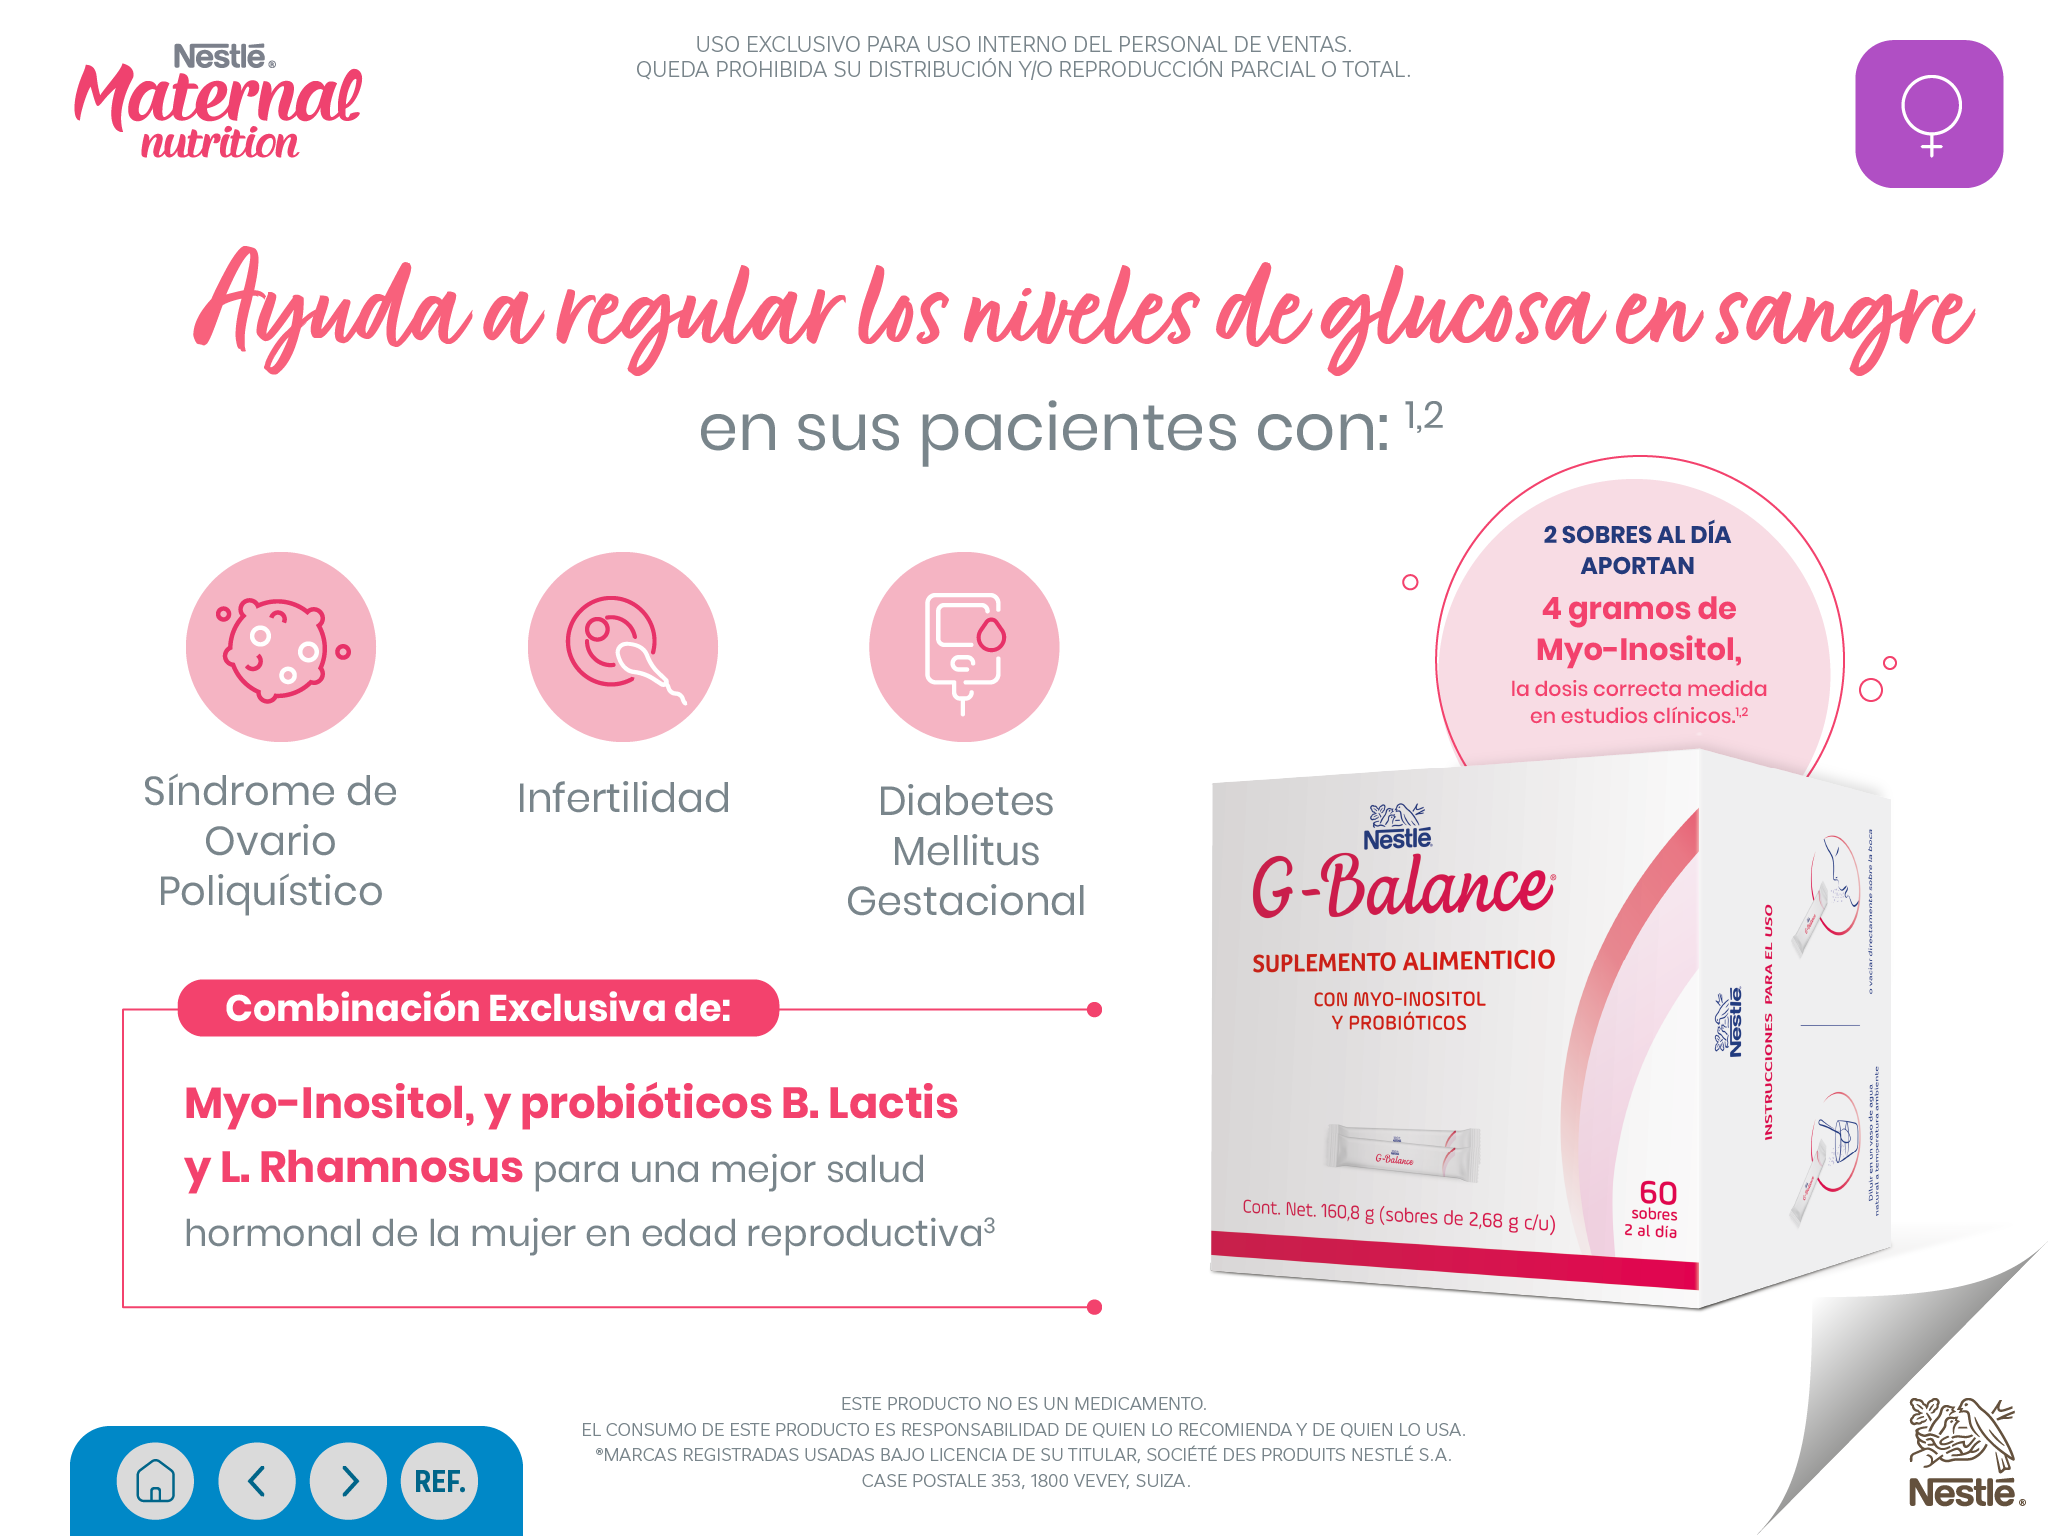 Nestlé®
Maternal
nutrition
USO EXCLUSIVO PARA USO INTERNO DEL PERSONAL DE VENTAS.
QUEDA PROHIBIDA SU DISTRIBUCIÓN Y/O REPRODUCCIÓN PARCIAL O TOTAL.
Ayuda a regular los niveles de glucosa en sangre
en sus pacientes con: 1,2
Síndrome de
Ovario
Poliquístico
Infertilidad
Diabetes
Mellitus
Gestacional
2 SOBRES AL DÍA
APORTAN
4 gramos de
Myo-Inositol,
la dosis correcta medida
en estudios clínicos.1,2
Combinación Exclusiva de:
Myo-Inositol, y probióticos B. Lactis
y L. Rhamnosus para una mejor salud
hormonal de la mujer en edad reproductiva3
Nestlé®
G-Balance®
SUPLEMENTO ALIMENTICIO
CON MYO-INOSITOL
Y PROBIÓTICOS
G-Balance
Cont. Net. 160,8 g (sobres de 2,68 g c/u)
60
sobres
2 al día
Nestlé
INSTRUCCIONES PARA EL USO
o vaciar directamente sobre la boca
Diluir en un vaso de agua
natural a temperatura ambiente
ESTE PRODUCTO NO ES UN MEDICAMENTO.
EL CONSUMO DE ESTE PRODUCTO ES RESPONSABILIDAD DE QUIEN LO RECOMIENDA Y DE QUIEN LO USA.
®MARCAS REGISTRADAS USADAS BAJO LICENCIA DE SU TITULAR, SOCIÉTÉ DES PRODUITS NESTLÉ S.A.
CASE POSTALE 353, 1800 VEVEY, SUIZA.
REF.
Nestlé®